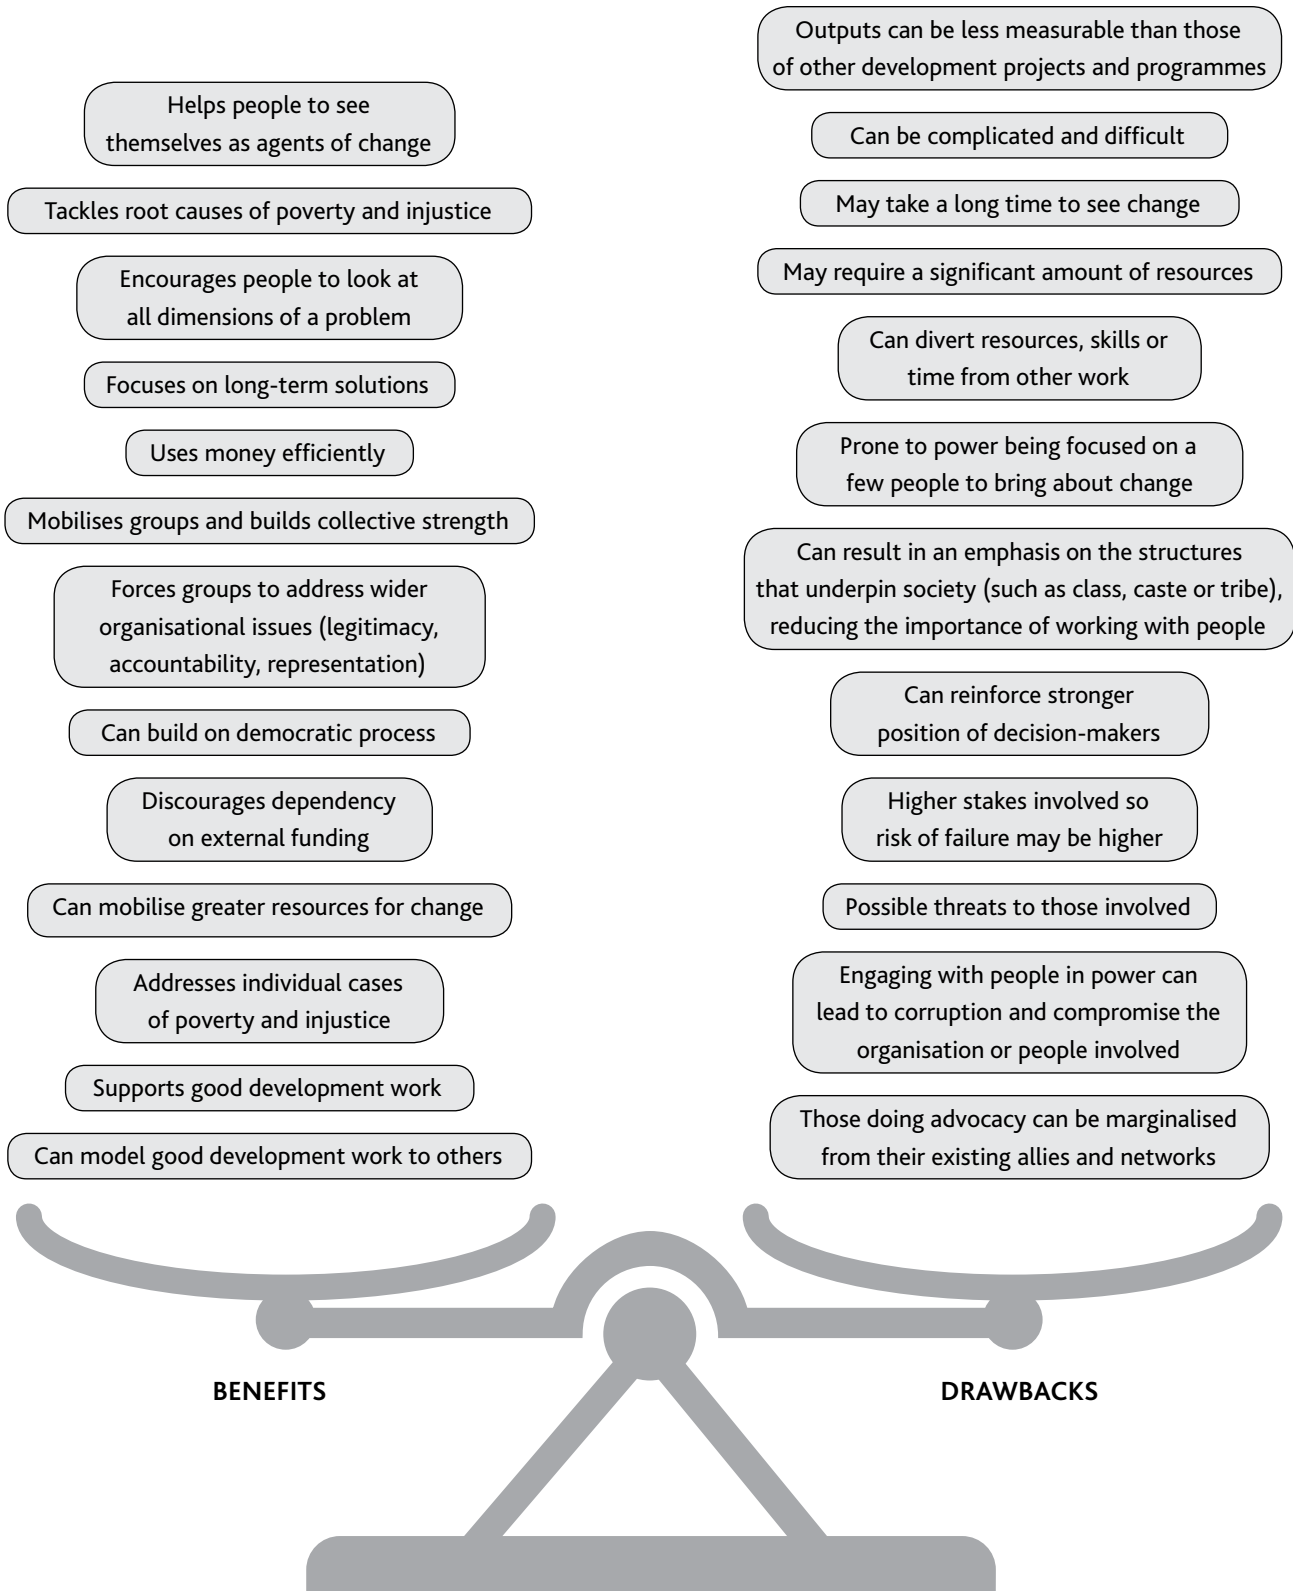 Helps people to see
themselves as agents of change
Tackles root causes of poverty and injustice
Encourages people to look at
all dimensions of a problem
Focuses on long-term solutions
Uses money efficiently
Mobilises groups and builds collective strength
Forces groups to address wider
organisational issues (legitimacy,
accountability, representation)
Can build on democratic process
Discourages dependency
on external funding
Can mobilise greater resources for change
Addresses individual cases
of poverty and injustice
Supports good development work
Can model good development work to others
BENEFITS
Outputs can be less measurable than those
of other development projects and programmes
Can be complicated and difficult
May take a long time to see change
May require a significant amount of resources
Can divert resources, skills or
time from other work
Prone to power being focused on a
few people to bring about change
Can result in an emphasis on the structures
that underpin society (such as class, caste or tribe),
reducing the importance of working with people
Can reinforce stronger
position of decision-makers
Higher stakes involved so
risk of failure may be higher
Possible threats to those involved
Engaging with people in power can
lead to corruption and compromise the
organisation or people involved
Those doing advocacy can be marginalised
from their existing allies and networks
DRAWBACKS